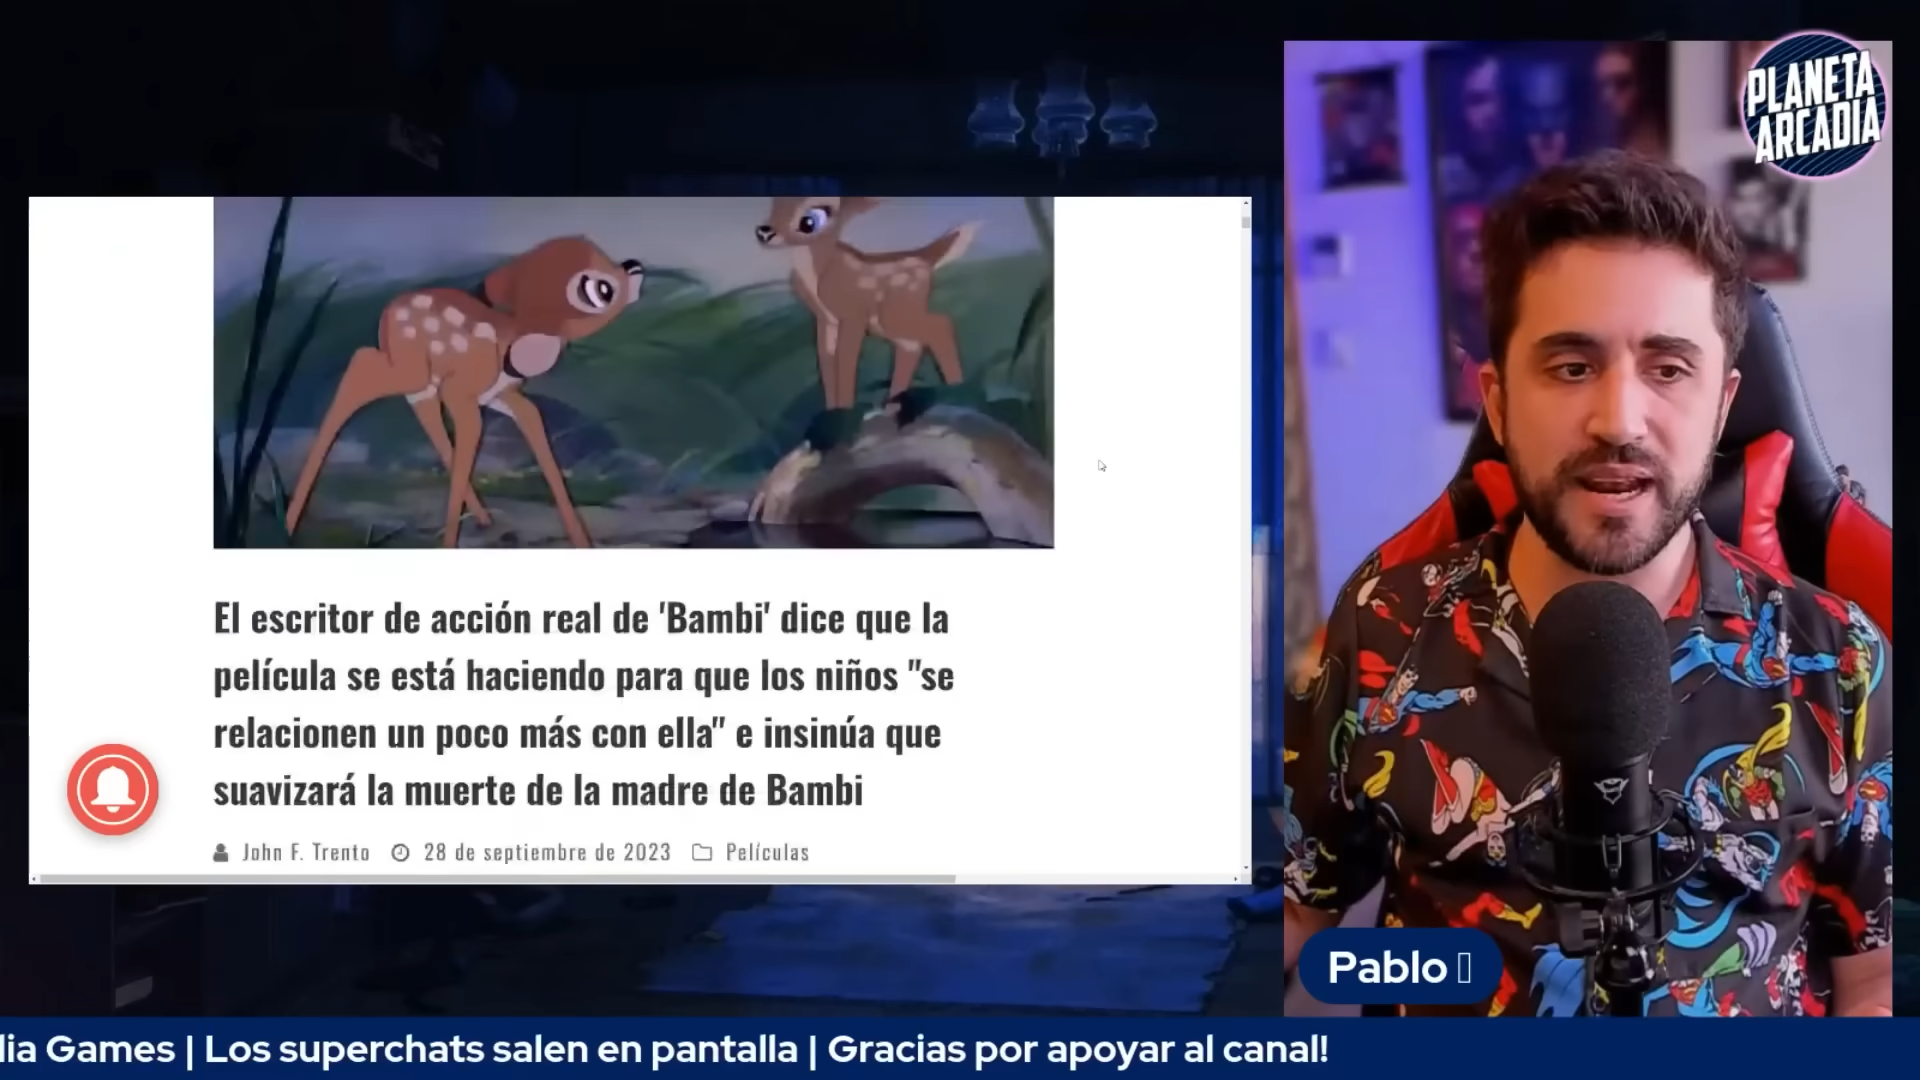 PLANETA
ARCADIA
El escritor de acción real de 'Bambi' dice que la
película se está haciendo para que los niños "se
relacionen un poco más con ella" e insinúa que
suavizará la muerte de la madre de Bambi
John F. Trento 28 de septiembre de 2023 Películas
Pablo
Games | Los superchats salen en pantalla | Gracias por apoyar al canal!